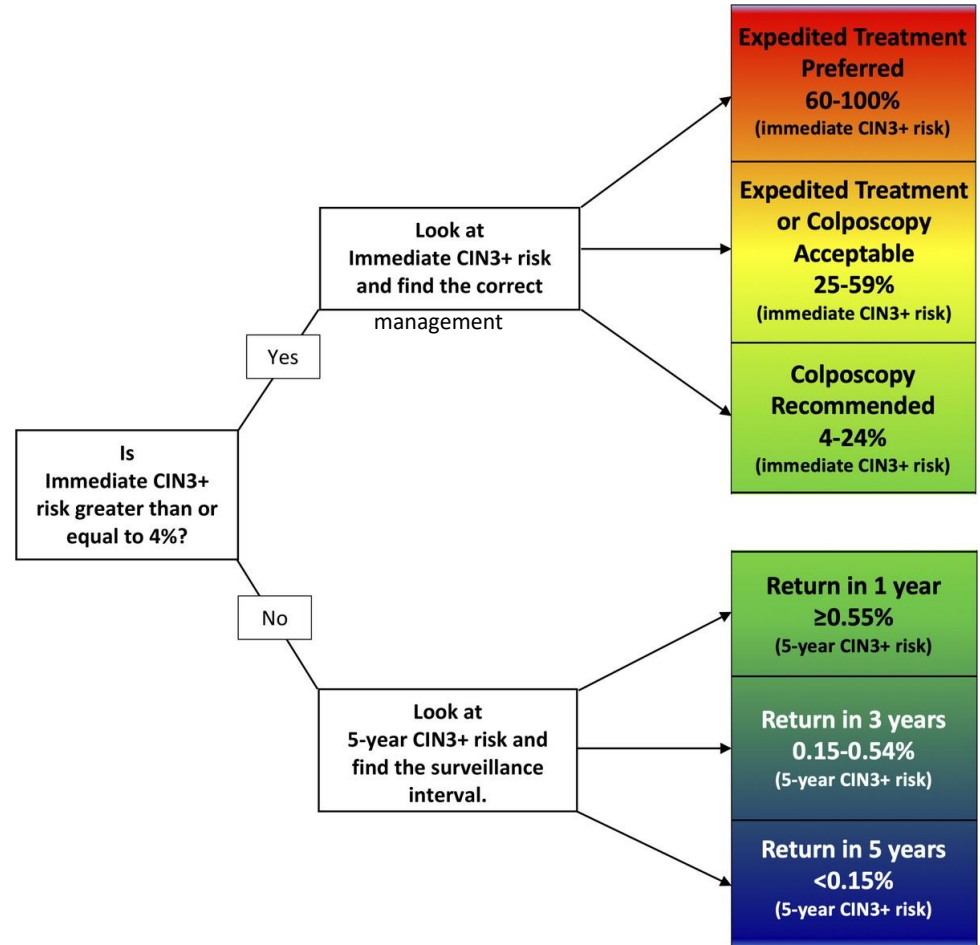 Is
Immediate CIN3+
risk greater than or
equal to 4%?
Yes
Look at
Immediate CIN3+ risk
and find the correct
management
Expedited Treatment
Preferred
60-100%
(immediate CIN3+ risk)
Expedited Treatment
or Colposcopy
Acceptable
25-59%
(immediate CIN3+ risk)
Colposcopy
Recommended
4-24%
(immediate CIN3+ risk)
No
Look at
5-year CIN3+ risk and
find the surveillance
interval.
Return in 1 year
≥0.55%
(5-year CIN3+ risk)
Return in 3 years
0.15-0.54%
(5-year CIN3+ risk)
Return in 5 years
<0.15%
(5-year CIN3+ risk)